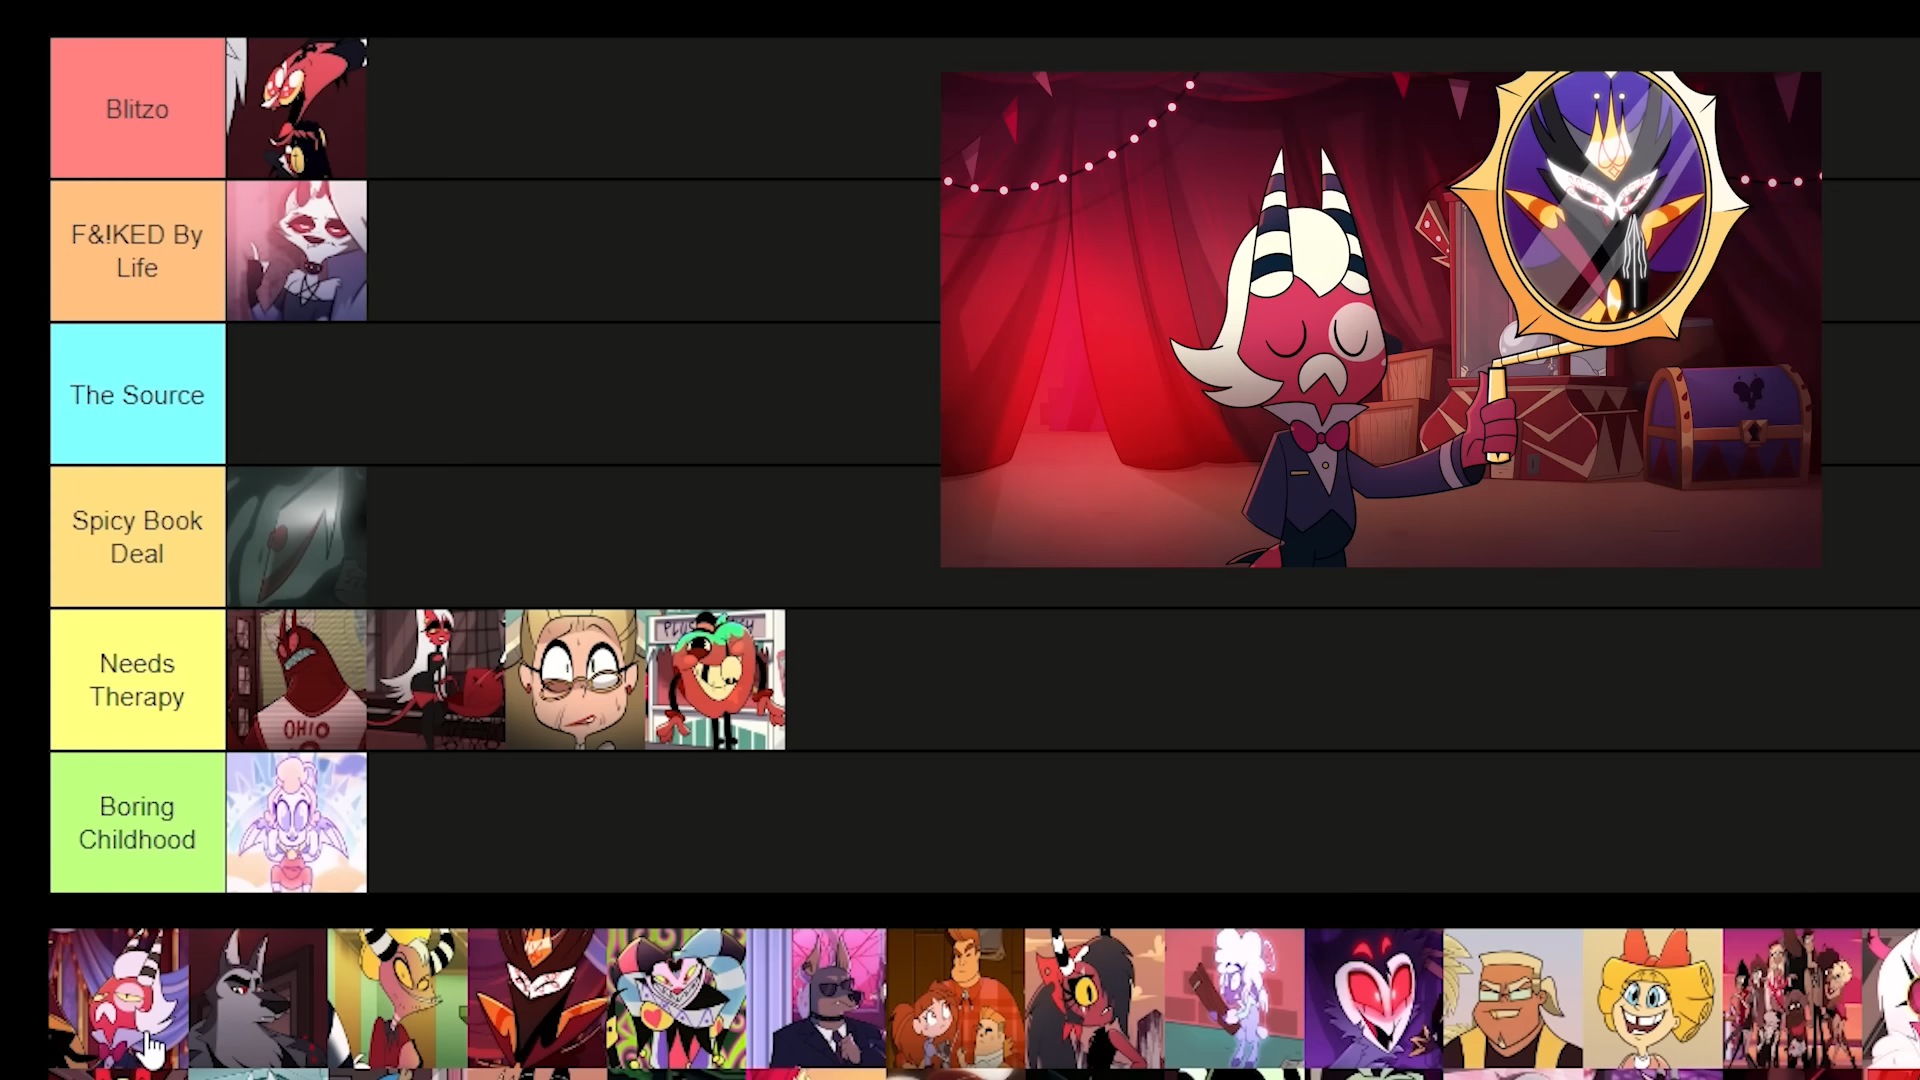 Blitzo
F&!KED By
Life
The Source
Spicy Book
Deal
Needs
Therapy
OHIO
Boring
Childhood